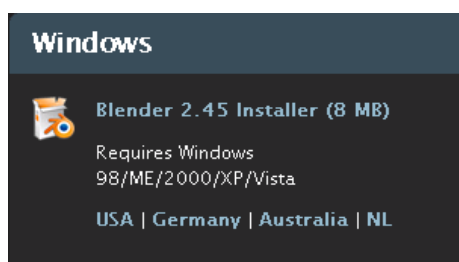 Windows
Blender 2.45 Installer (8 MB)
Requires Windows
98/ME/2000/XP/Vista
USA | Germany | Australia | NL